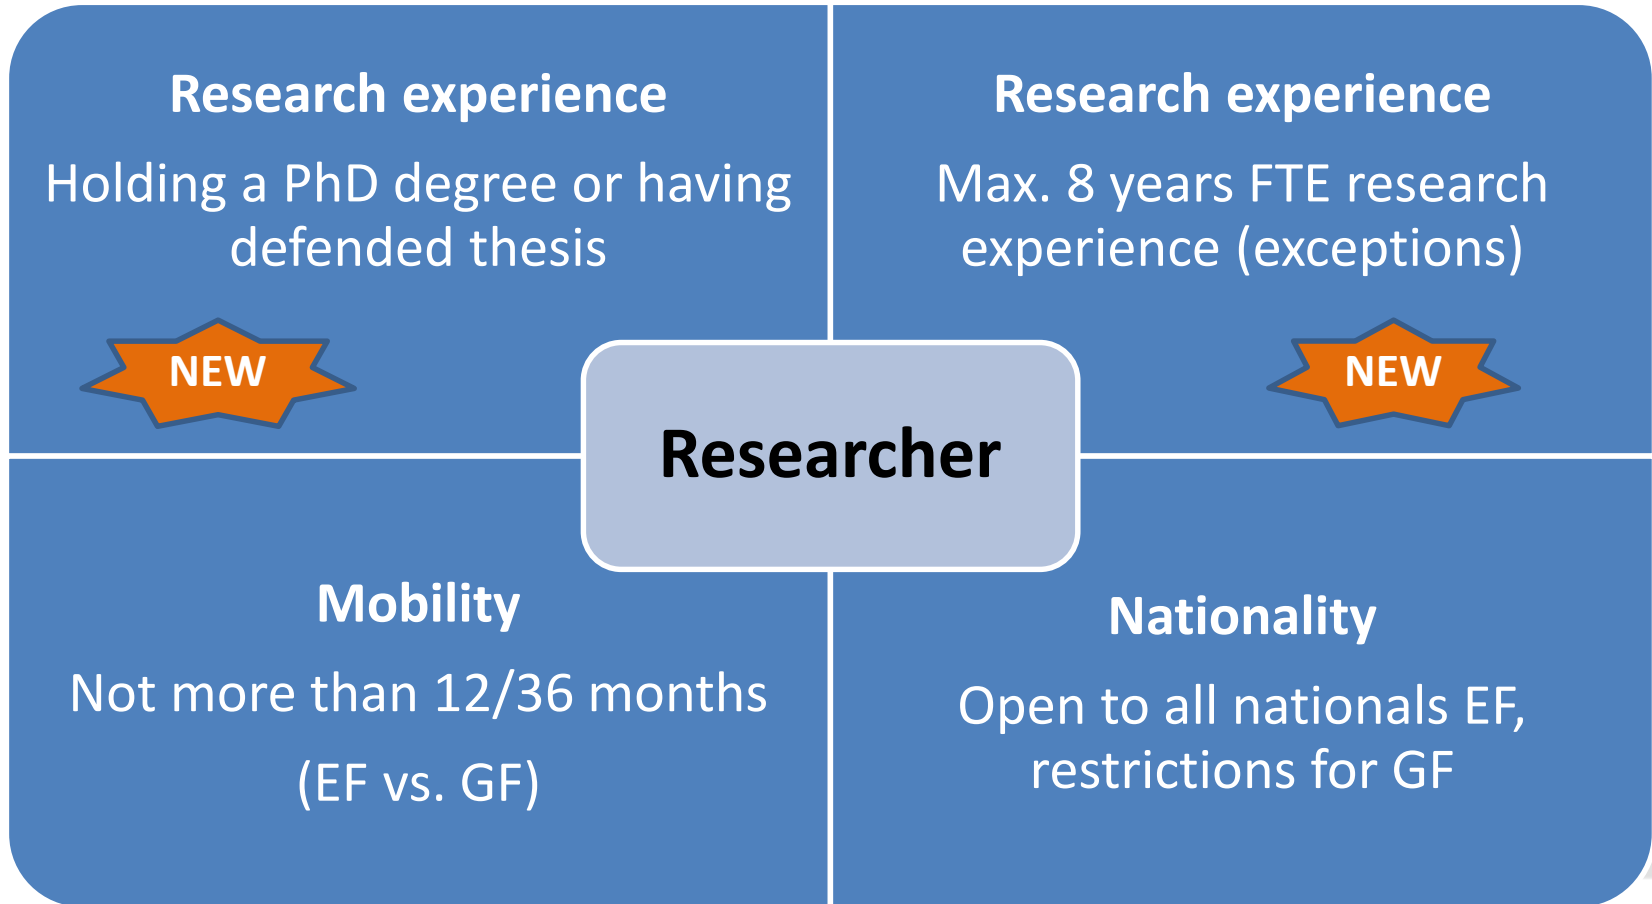 Research experience
Holding a PhD degree or having
defended thesis
NEW
Research experience
Max. 8 years FTE research
experience (exceptions)
NEW
Researcher
Mobility
Not more than 12/36 months
(EF vs. GF)
Nationality
Open to all nationals EF,
restrictions for GF